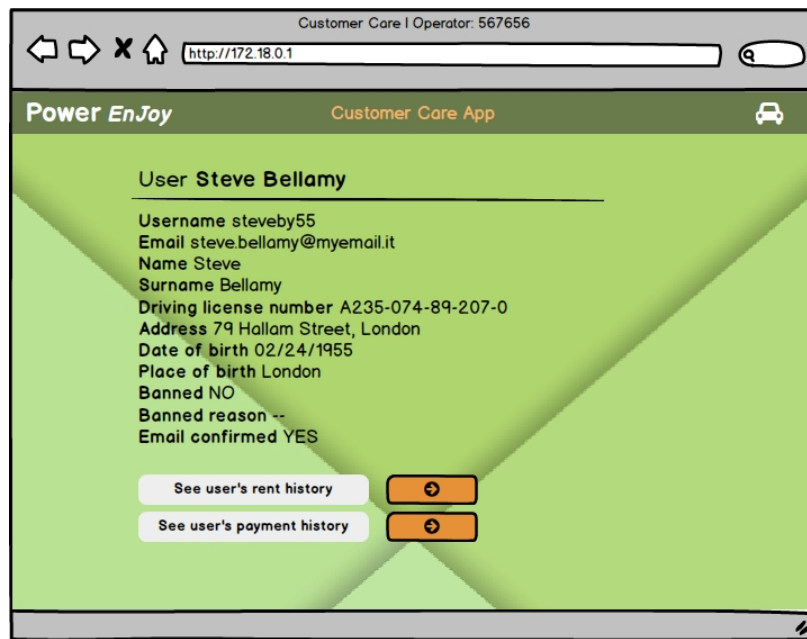 Customer Care | Operator: 567656
http://172.18.0.1
Power EnJoy
Customer Care App
User Steve Bellamy
Username steveby55
Email steve.bellamy@myemail.it
Name Steve
Surname Bellamy
Driving license number A235-074-89-207-0
Address 79 Hallam Street, London
Date of birth 02/24/1955
Place of birth London
Banned NO
Banned reason --
Email confirmed YES
See user's rent history
See user's payment history